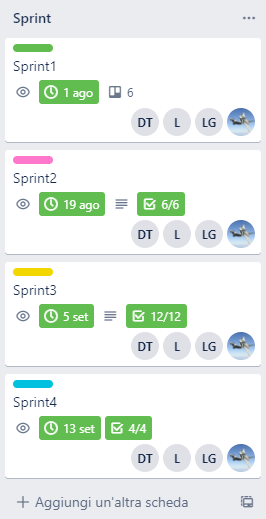 Sprint
Sprint1
1 ago 6
DT L LG
Sprint2
19 ago 6/6
DT L LG
Sprint3
5 set 12/12
DT L LG
Sprint4
13 set 4/4
DT L LG
Aggiungi un'altra scheda